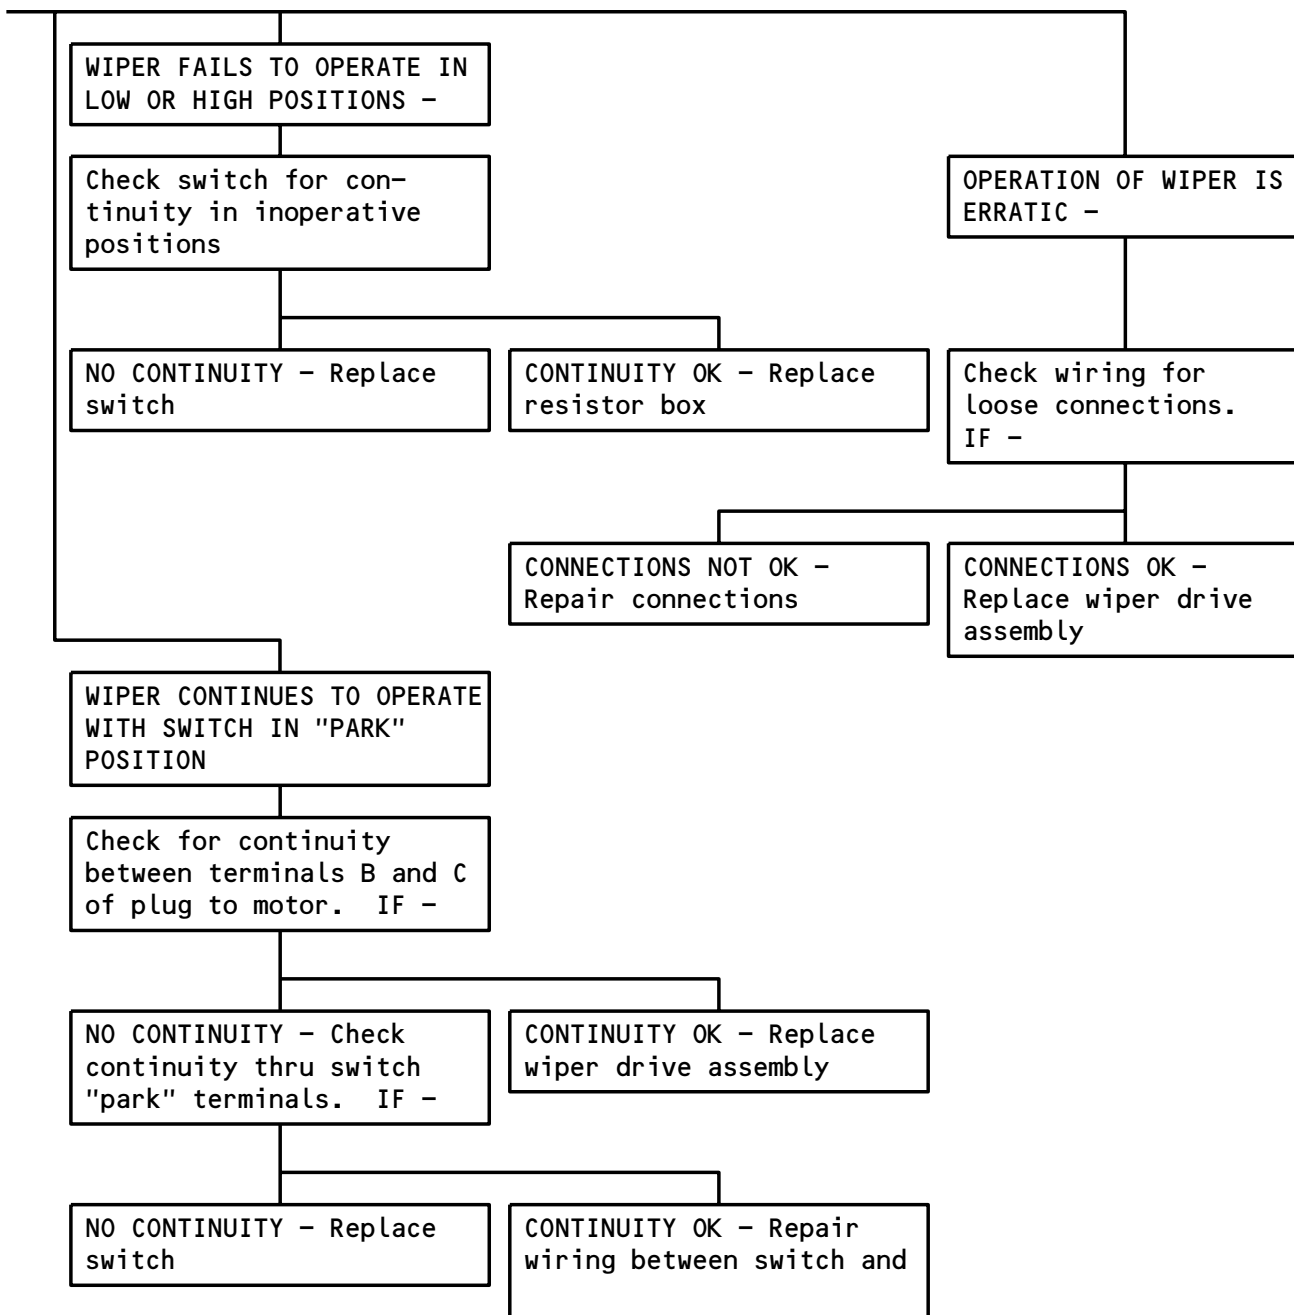 WIPER FAILS TO OPERATE IN
LOW OR HIGH POSITIONS –
Check switch for con-
tinuity in inoperative
positions
OPERATION OF WIPER IS
ERRATIC –
NO CONTINUITY – Replace
switch
CONTINUITY OK – Replace
resistor box
Check wiring for
loose connections.
IF –
CONNECTIONS NOT OK –
Repair connections
CONNECTIONS OK –
Replace wiper drive
assembly
WIPER CONTINUES TO OPERATE
WITH SWITCH IN "PARK"
POSITION
Check for continuity
between terminals B and C
of plug to motor.  IF –
NO CONTINUITY – Check
continuity thru switch
"park" terminals.  IF –
CONTINUITY OK – Replace
wiper drive assembly
NO CONTINUITY – Replace
switch
CONTINUITY OK – Repair
wiring between switch and